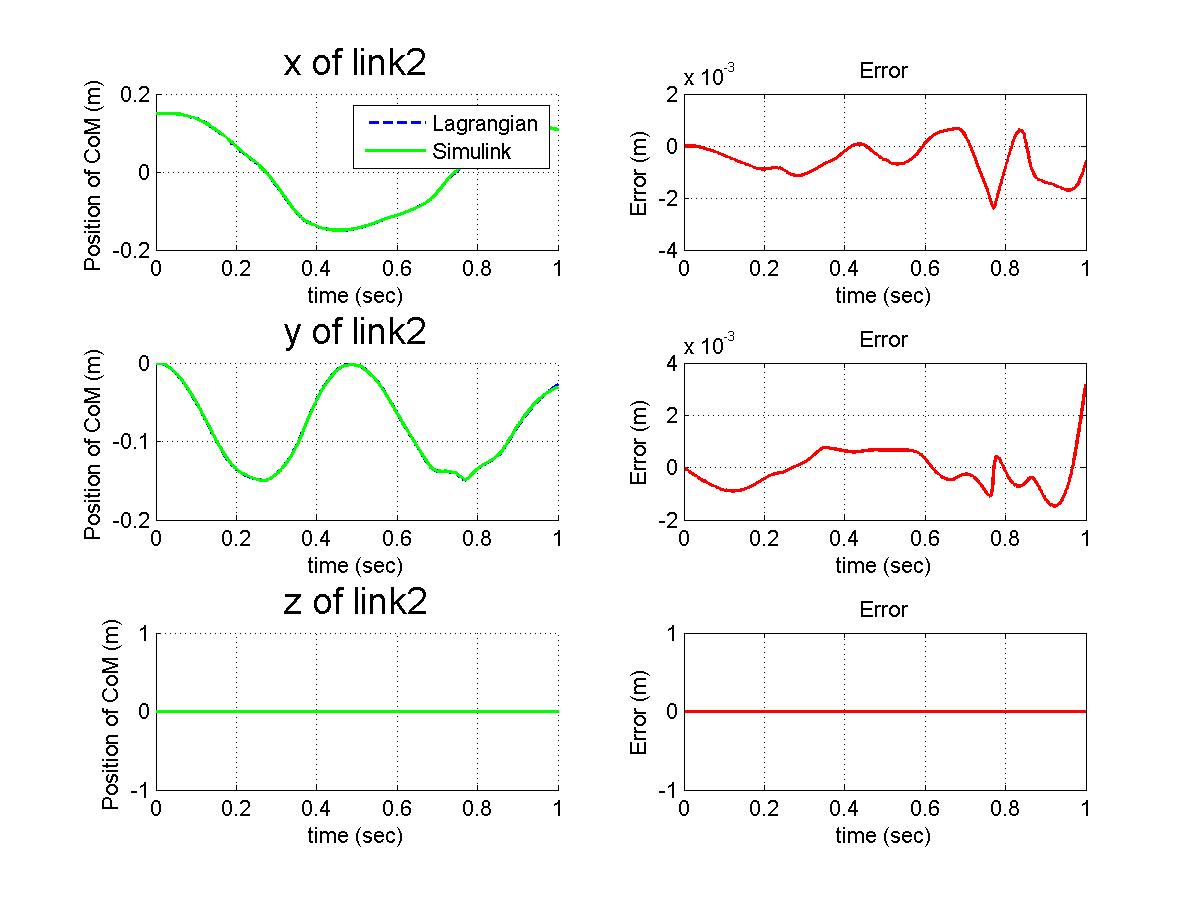 x of link2
Position of CoM (m)
0.2
0
-0.2
0 0.2 0.4 0.6 0.8 1
time (sec)
Lagrangian
Simulink
Error
x 10-3
Error (m)
2
0
-2
-4
0 0.2 0.4 0.6 0.8 1
time (sec)
y of link2
Position of CoM (m)
0
-0.1
-0.2
0 0.2 0.4 0.6 0.8 1
time (sec)
Error
x 10-3
Error (m)
4
2
0
-2
0 0.2 0.4 0.6 0.8 1
time (sec)
z of link2
Position of CoM (m)
1
0
-1
0 0.2 0.4 0.6 0.8 1
time (sec)
Error
Error (m)
1
0
-1
0 0.2 0.4 0.6 0.8 1
time (sec)